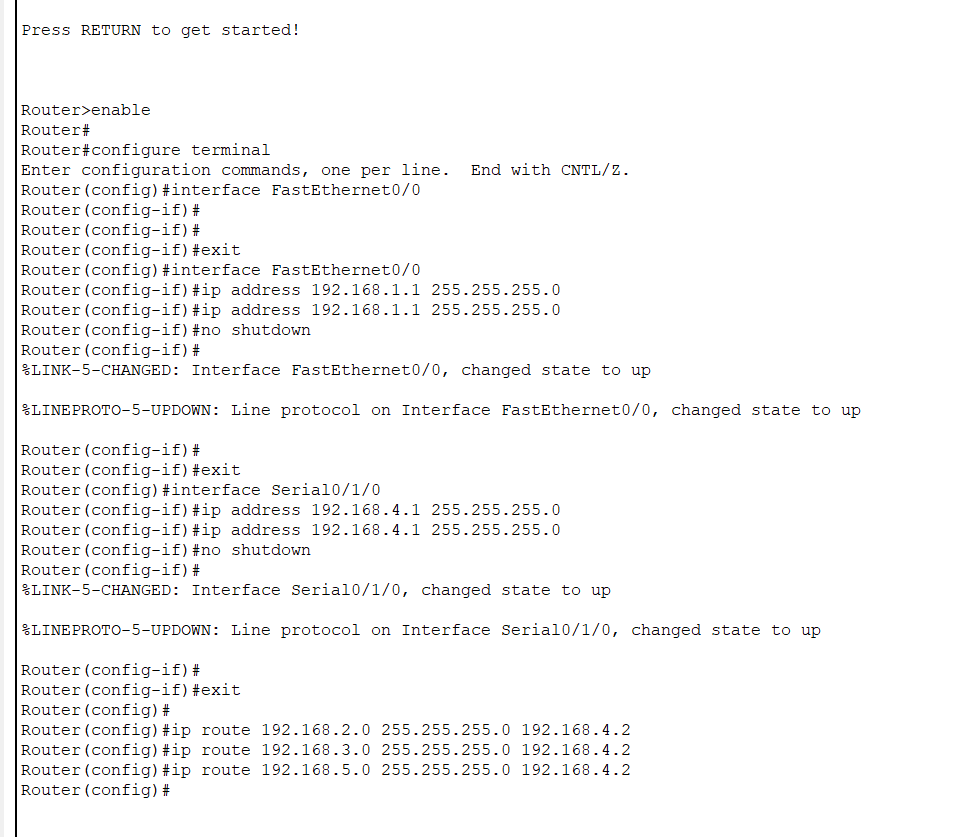 Press RETURN to get started!
Router>enable
Router#
Router#configure terminal
Enter configuration commands, one per line.  End with CNTL/Z.
Router(config)#interface FastEthernet0/0
Router(config-if)#
Router(config-if)#
Router(config-if)#exit
Router(config)#interface FastEthernet0/0
Router(config-if)#ip address 192.168.1.1 255.255.255.0
Router(config-if)#ip address 192.168.1.1 255.255.255.0
Router(config-if)#no shutdown
Router(config-if)#
%LINK-5-CHANGED: Interface FastEthernet0/0, changed state to up
%LINEPROTO-5-UPDOWN: Line protocol on Interface FastEthernet0/0, changed state to up
Router(config-if)#
Router(config-if)#exit
Router(config)#interface Serial0/1/0
Router(config-if)#ip address 192.168.4.1 255.255.255.0
Router(config-if)#ip address 192.168.4.1 255.255.255.0
Router(config-if)#no shutdown
Router(config-if)#
%LINK-5-CHANGED: Interface Serial0/1/0, changed state to up
%LINEPROTO-5-UPDOWN: Line protocol on Interface Serial0/1/0, changed state to up
Router(config-if)#
Router(config-if)#exit
Router(config)#
Router(config)#ip route 192.168.2.0 255.255.255.0 192.168.4.2
Router(config)#ip route 192.168.3.0 255.255.255.0 192.168.4.2
Router(config)#ip route 192.168.5.0 255.255.255.0 192.168.4.2
Router(config)#